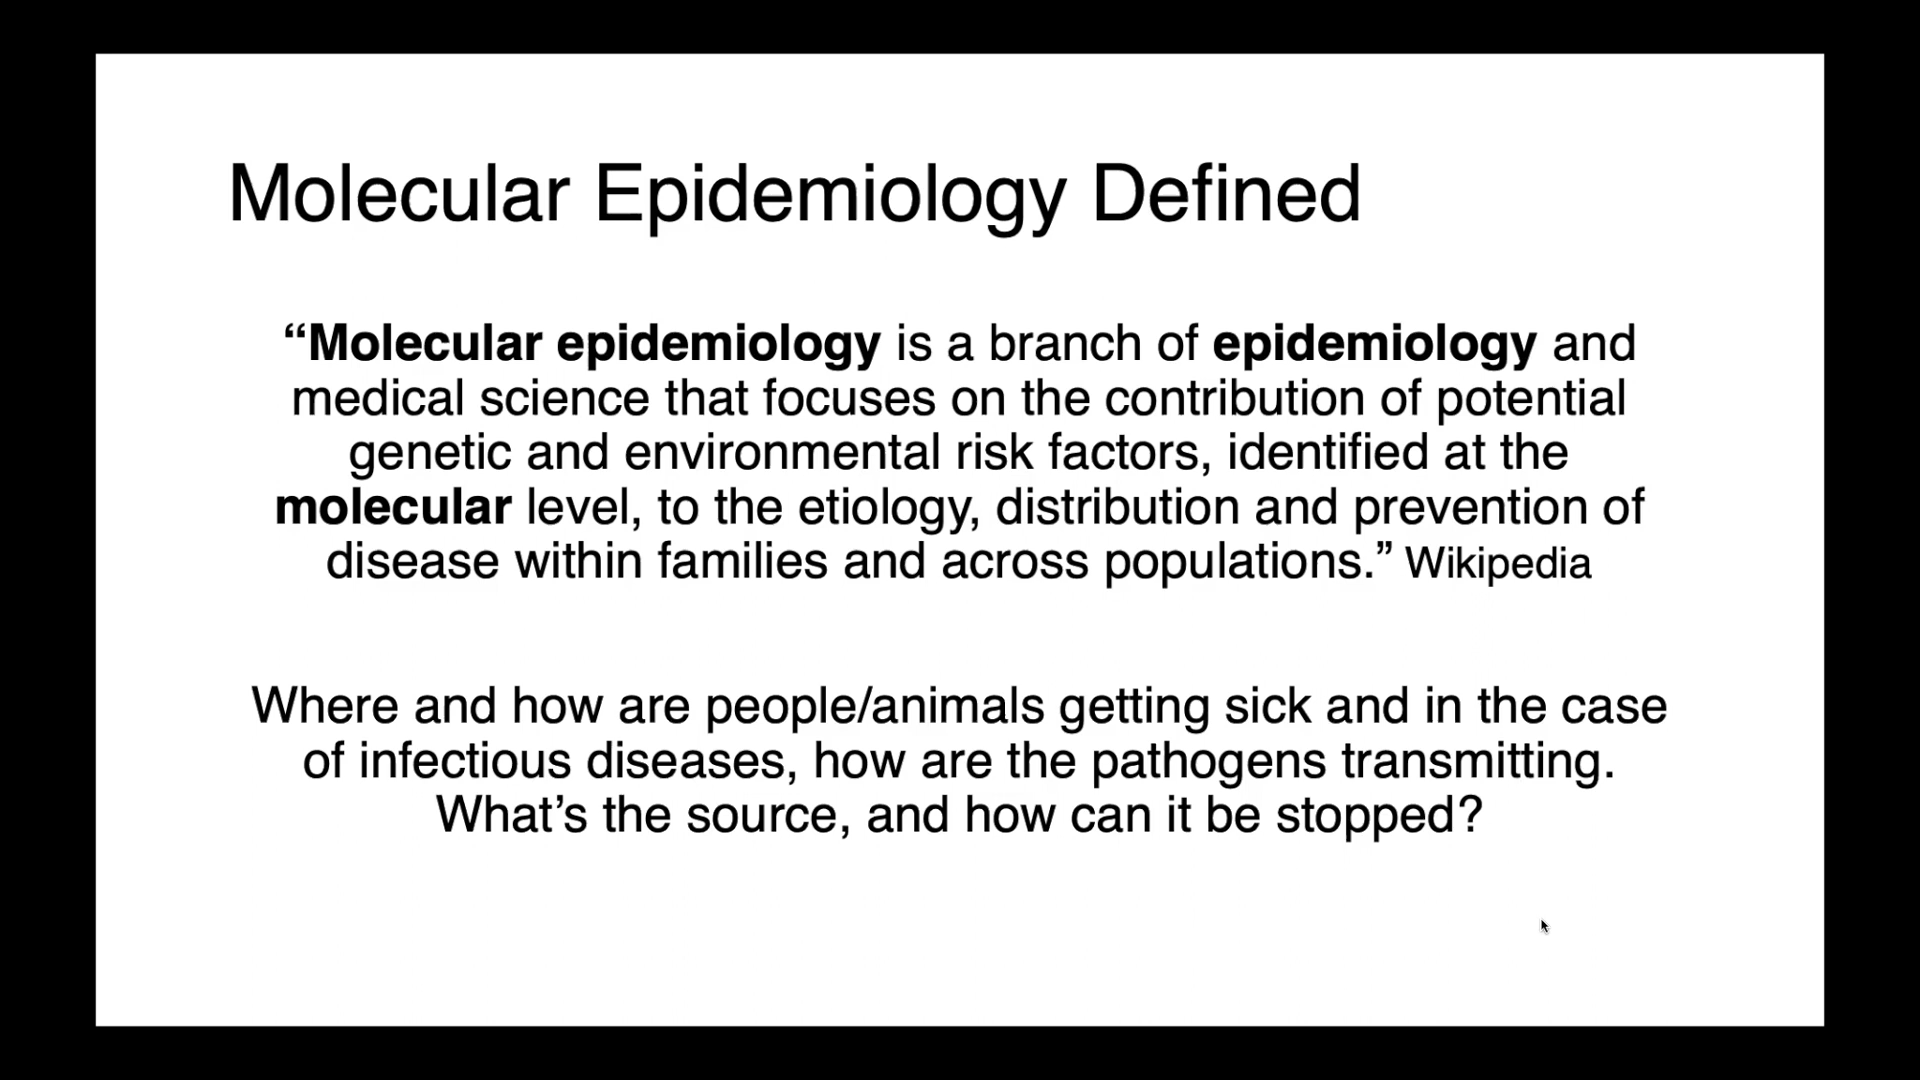 Molecular Epidemiology Defined
“Molecular epidemiology is a branch of epidemiology and
medical science that focuses on the contribution of potential
genetic and environmental risk factors, identified at the
molecular level, to the etiology, distribution and prevention of
disease within families and across populations.” Wikipedia
Where and how are people/animals getting sick and in the case
of infectious diseases, how are the pathogens transmitting.
What’s the source, and how can it be stopped?